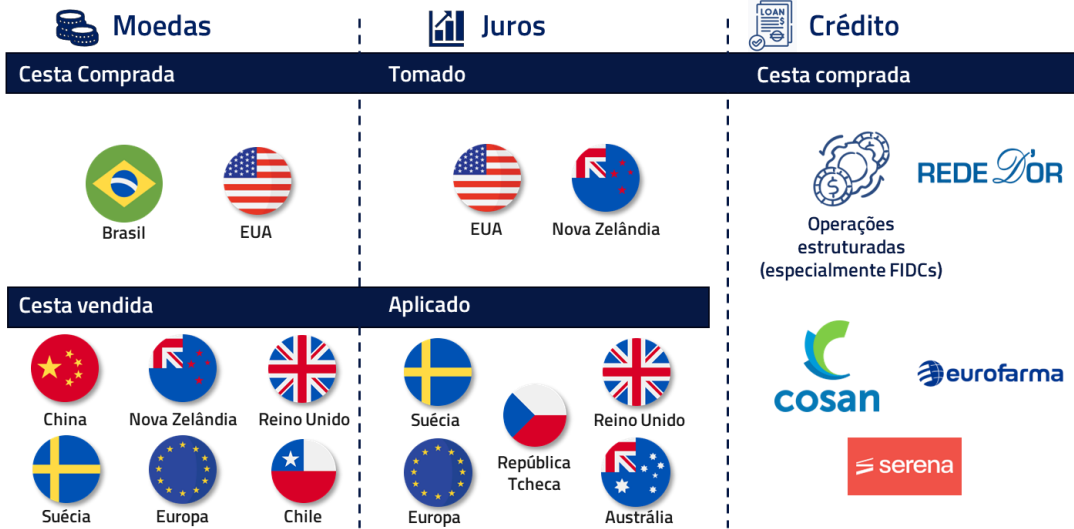 Moedas
Juros
LOAN
Crédito
Cesta Comprada
Tomado
Cesta comprada
Brasil
EUA
EUA
Nova Zelândia
Operações
estruturadas
(especialmente FIDCs)
REDE D'OR
Cesta vendida
Aplicado
China
Nova Zelândia
Reino Unido
Suécia
Europa
Chile
Suécia
República
Tcheca
Reino Unido
Europa
Austrália
cosan
eurofarma
serena